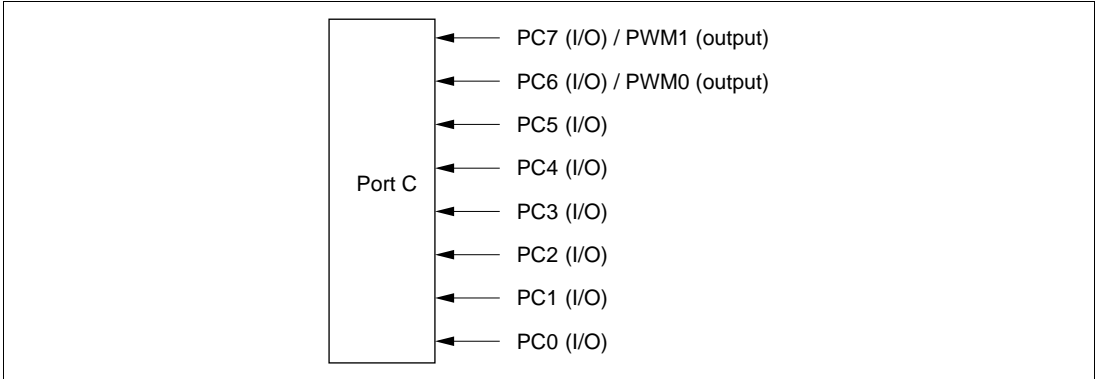 Port C
PC7 (I/O) / PWM1 (output)
PC6 (I/O) / PWM0 (output)
PC5 (I/O)
PC4 (I/O)
PC3 (I/O)
PC2 (I/O)
PC1 (I/O)
PC0 (I/O)